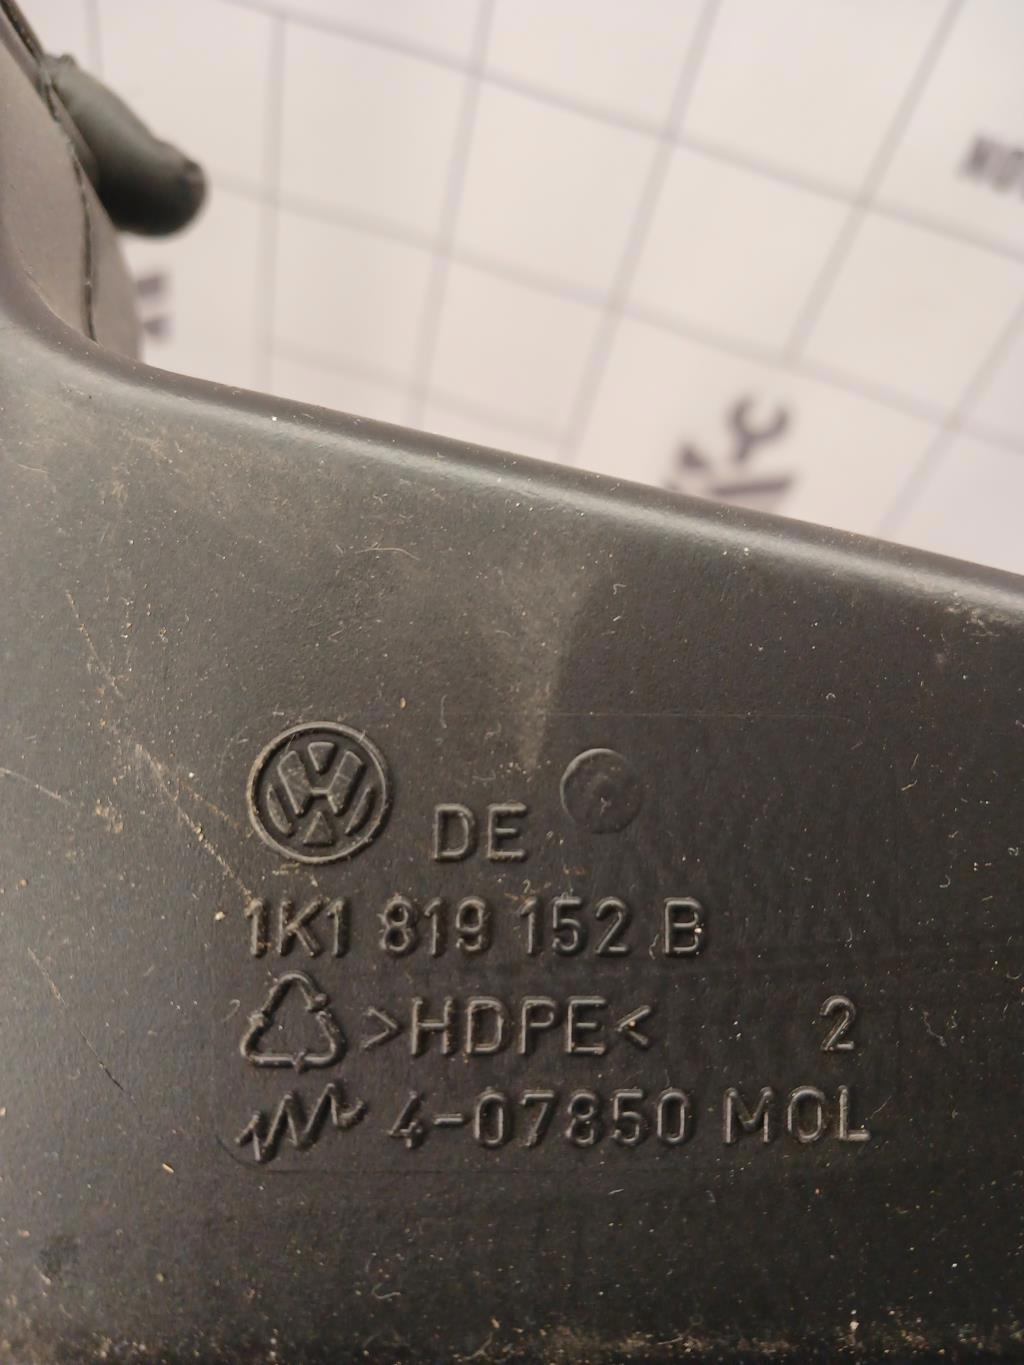 DE
1K1 819 152 B
>HDPE< 2
4-07850 MOL